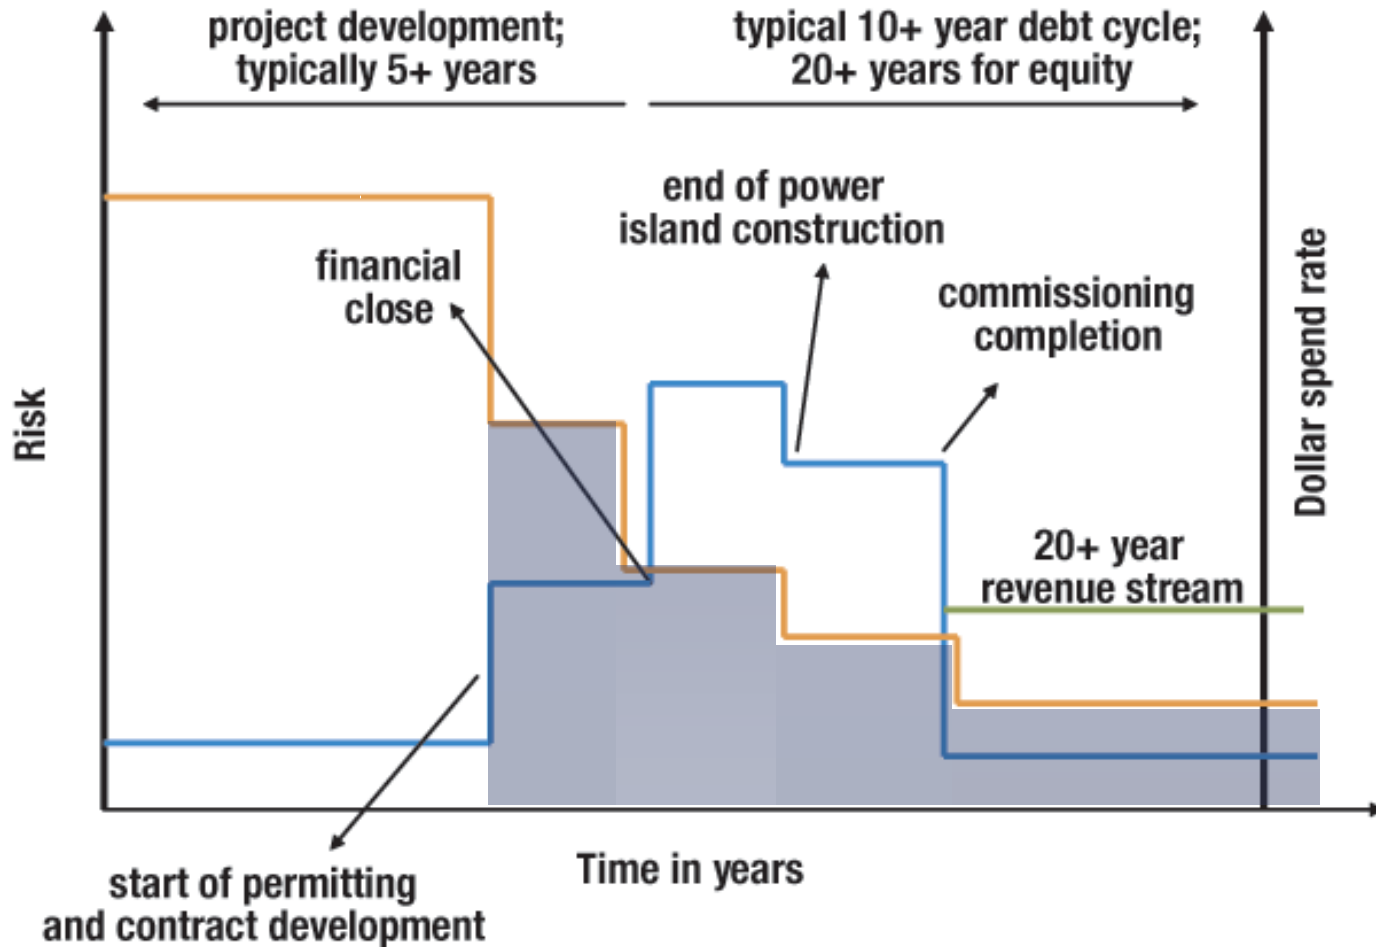 project development;
typically 5+ years
typical 10+ year debt cycle;
20+ years for equity
end of power
island construction
financial
close
commissioning
completion
Risk
Dollar spend rate
20+ year
revenue stream
Time in years
start of permitting
and contract development